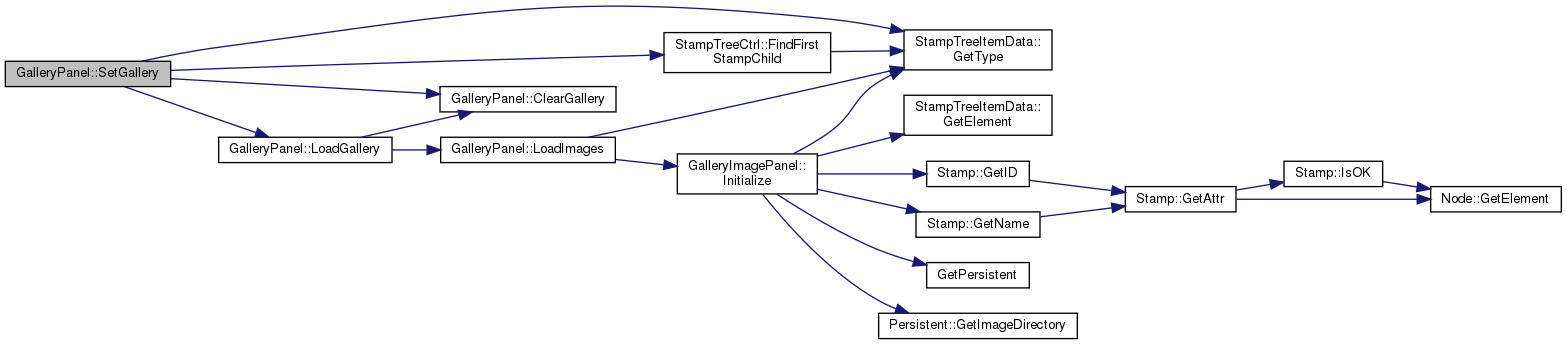 GalleryPanel::SetGallery
StampTreeCtrl::FindFirst
StampChild
StampTreeItemData::
GetType
GalleryPanel::ClearGallery
GalleryPanel::LoadGallery
GalleryPanel::LoadImages
StampTreeItemData::
GetElement
GalleryImagePanel::
Initialize
Stamp::GetID
Stamp::GetName
GetPersistent
Persistent::GetImageDirectory
Stamp::GetAttr
Stamp::IsOK
Node::GetElement